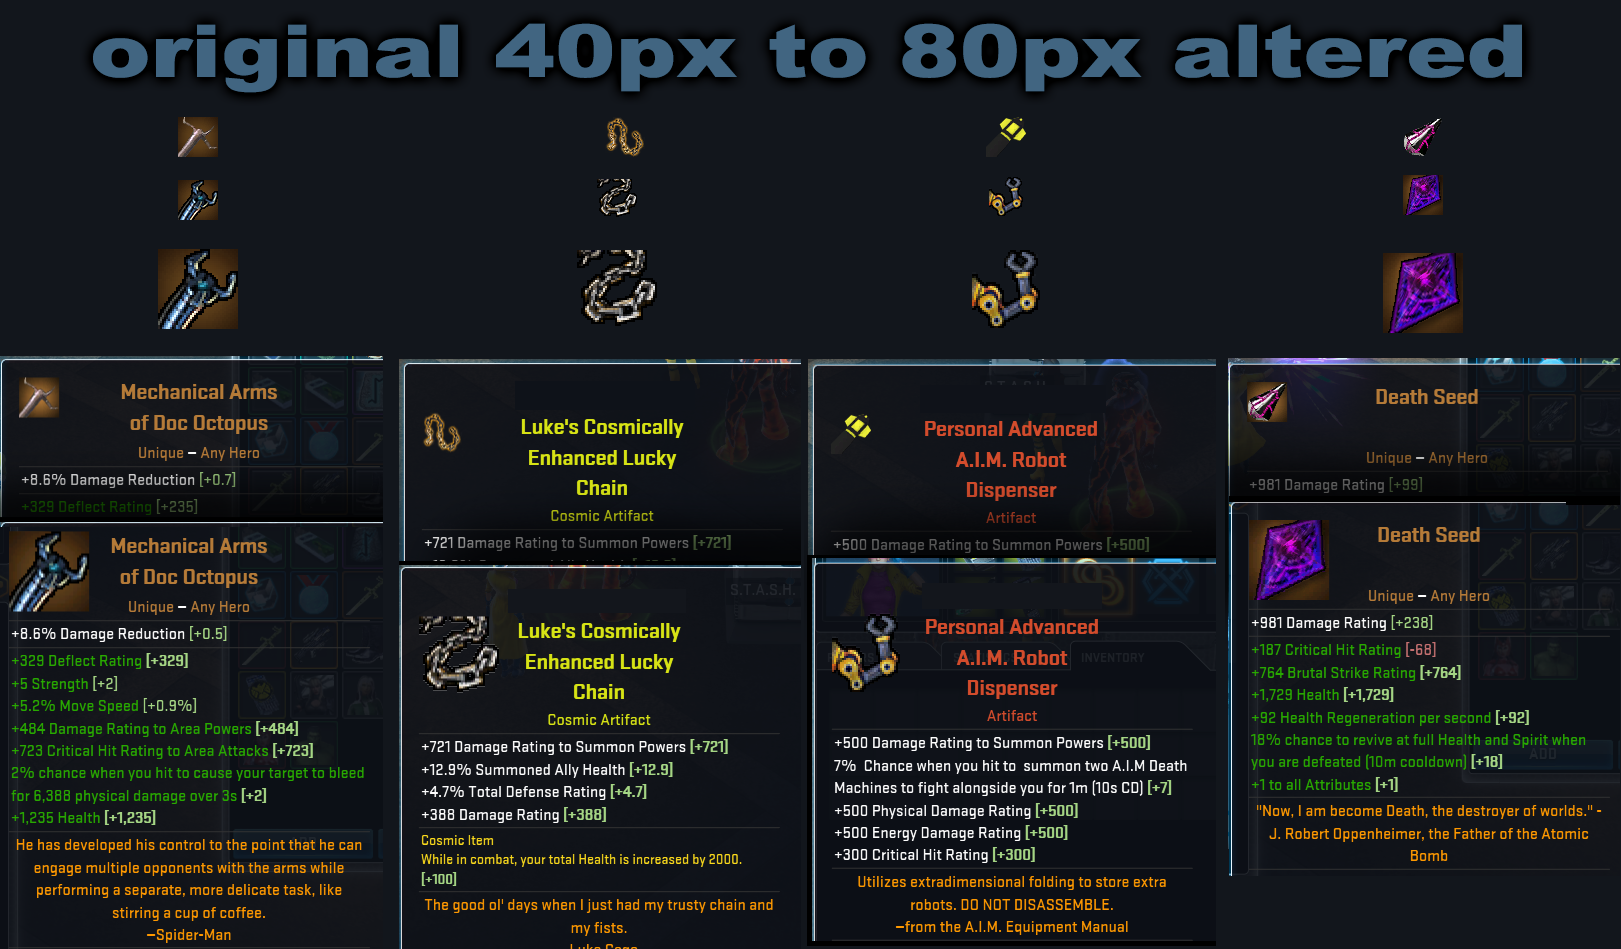 original 40px to 80px altered
Mechanical Arms
of Doc Octopus
Unique – Any Hero
+8.6% Damage Reduction [+0.7]
+329 Deflect Rating [+235]
Mechanical Arms
of Doc Octopus
Unique – Any Hero
+8.6% Damage Reduction [+0.5]
+329 Deflect Rating [+329]
+5 Strength [+2]
+5.2% Move Speed [+0.9%]
+484 Damage Rating to Area Powers [+484]
+723 Critical Hit Rating to Area Attacks [+723]
2% chance when you hit to cause your target to bleed
for 6,388 physical damage over 3s [+2]
+1,235 Health [+1,235]
He has developed his control to the point that he can
engage multiple opponents with the arms while
performing a separate, more delicate task, like
stirring a cup of coffee.
—Spider-Man
Luke's Cosmically
Enhanced Lucky
Chain
Cosmic Artifact
+721 Damage Rating to Summon Powers [+721]
S.T.A.S.H.
Luke's Cosmically
Enhanced Lucky
Chain
Cosmic Artifact
+721 Damage Rating to Summon Powers [+721]
+12.9% Summoned Ally Health [+12.9]
+4.7% Total Defense Rating [+4.7]
+388 Damage Rating [+388]
Cosmic Item
While in combat, your total Health is increased by 2000.
[+100]
The good ol' days when I just had my trusty chain and
my fists.
S.T.A.S.H.
Personal Advanced
A.I.M. Robot
Dispenser
Artifact
+500 Damage Rating to Summon Powers [+500]
Personal Advanced
A.I.M. Robot
INVENTORY
Dispenser
Artifact
+500 Damage Rating to Summon Powers [+500]
7%  Chance when you hit to  summon two A.I.M Death
Machines to fight alongside you for 1m (10s CD) [+7]
+500 Physical Damage Rating [+500]
+500 Energy Damage Rating [+500]
+300 Critical Hit Rating [+300]
Utilizes extradimensional folding to store extra
robots. DO NOT DISASSEMBLE.
—from the A.I.M. Equipment Manual
Death Seed
Unique – Any Hero
+981 Damage Rating [+99]
Death Seed
Unique – Any Hero
+981 Damage Rating [+238]
+187 Critical Hit Rating [-68]
+764 Brutal Strike Rating [+764]
+1,729 Health [+1,729]
+92 Health Regeneration per second [+92]
18% chance to revive at full Health and Spirit when
you are defeated (10m cooldown) [+18]
ADD
+1 to all Attributes [+1]
"Now, I am become Death, the destroyer of worlds." -
J. Robert Oppenheimer, the Father of the Atomic
Bomb